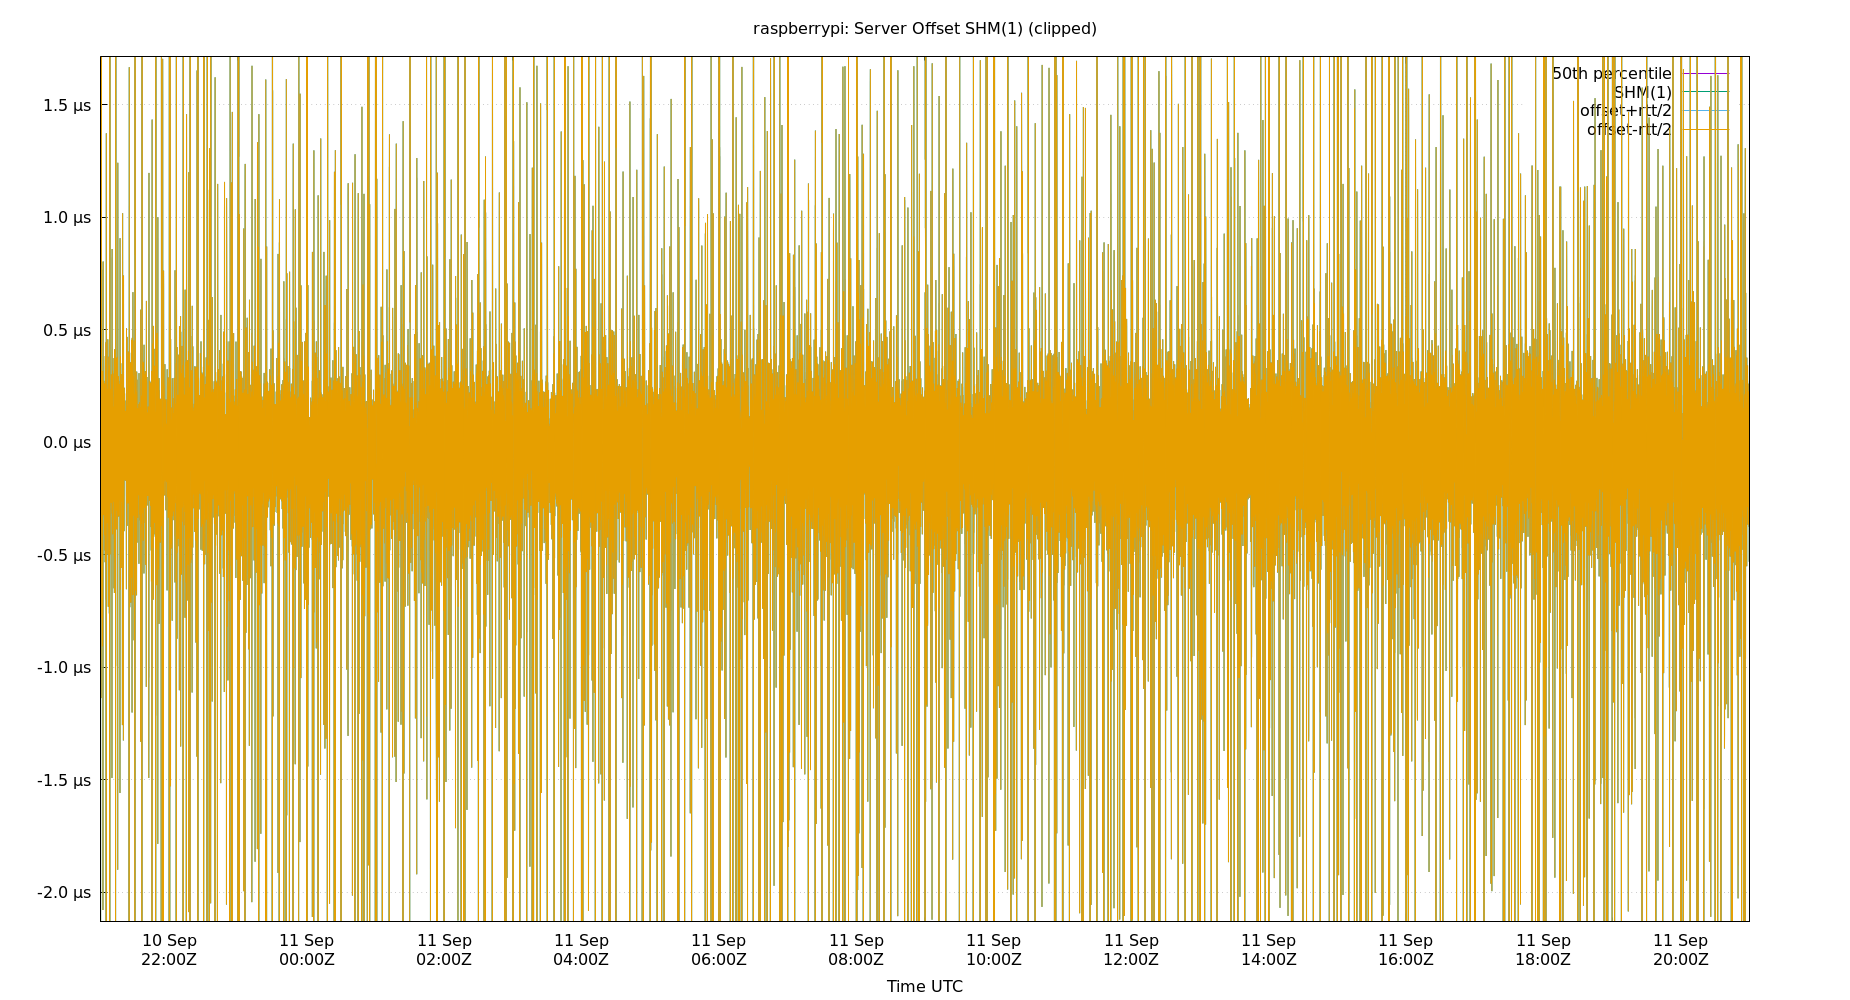 raspberrypi: Server Offset SHM(1) (clipped)
50th percentile
SHM(1)
offset+rtt/2
offset-rtt/2
1.5 µs
1.0 µs
0.5 µs
0.0 µs
-0.5 µs
-1.0 µs
-1.5 µs
-2.0 µs
10 Sep 11 Sep 11 Sep 11 Sep 11 Sep 11 Sep 11 Sep 11 Sep 11 Sep 11 Sep 11 Sep 11 Sep
22:00Z 00:00Z 02:00Z 04:00Z 06:00Z 08:00Z 10:00Z 12:00Z 14:00Z 16:00Z 18:00Z 20:00Z
Time UTC